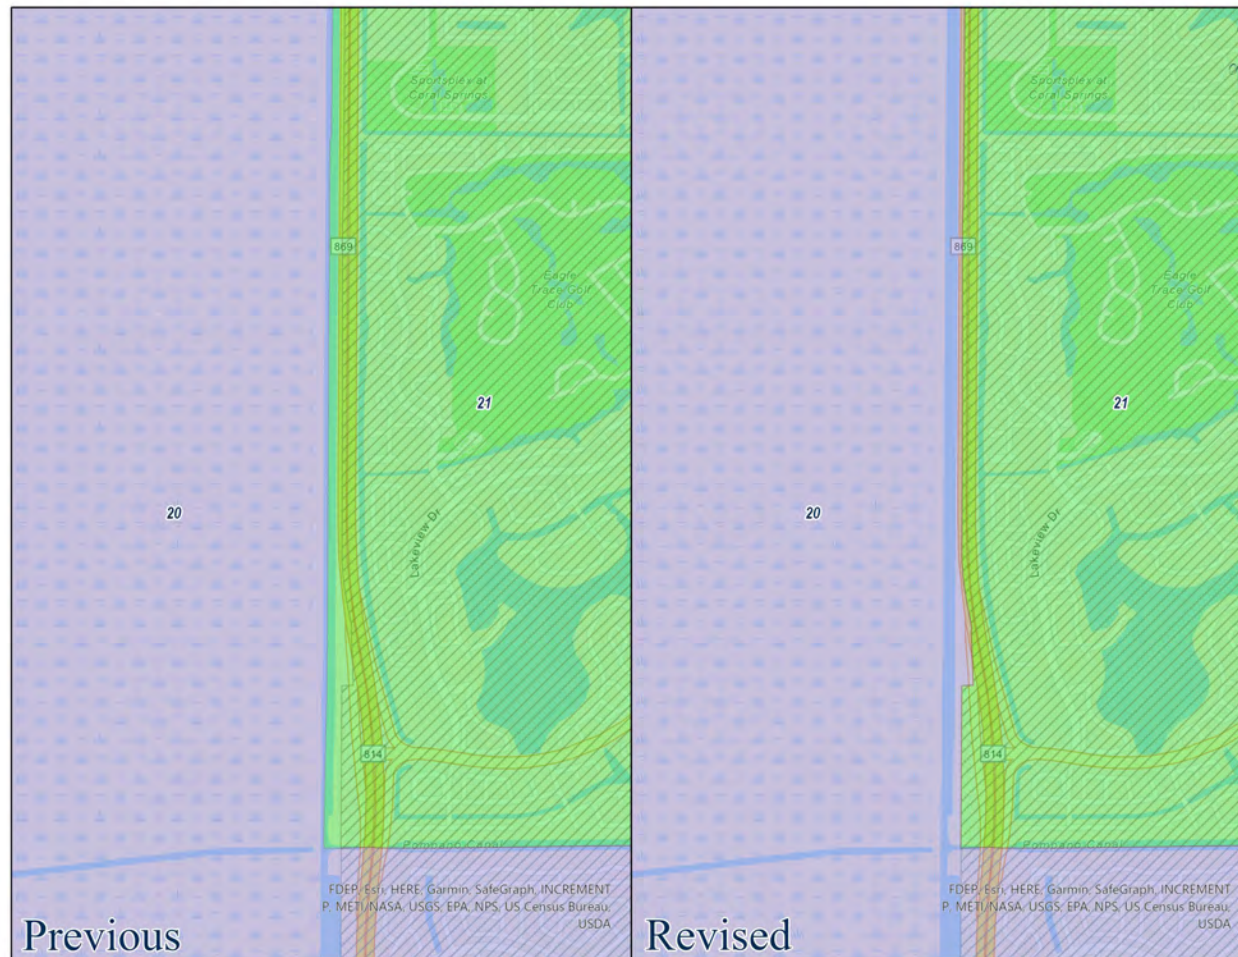 Sportsplex at
Coral Springs
869
Eagle
Trace Golf
Club
21
20
Lakeview Dr
814
Pompano Canal
FDEP, Esri, HERE, Garmin, SafeGraph, INCREMENT
P, METI/NASA, USGS, EPA, NPS, US Census Bureau,
USDA
Previous
Sportsplex at
Coral Springs
869
Eagle
Trace Golf
Club
21
20
Lakeview Dr
814
Pompano Canal
FDEP, Esri, HERE, Garmin, SafeGraph, INCREMENT
P, METI/NASA, USGS, EPA, NPS, US Census Bureau,
USDA
Revised